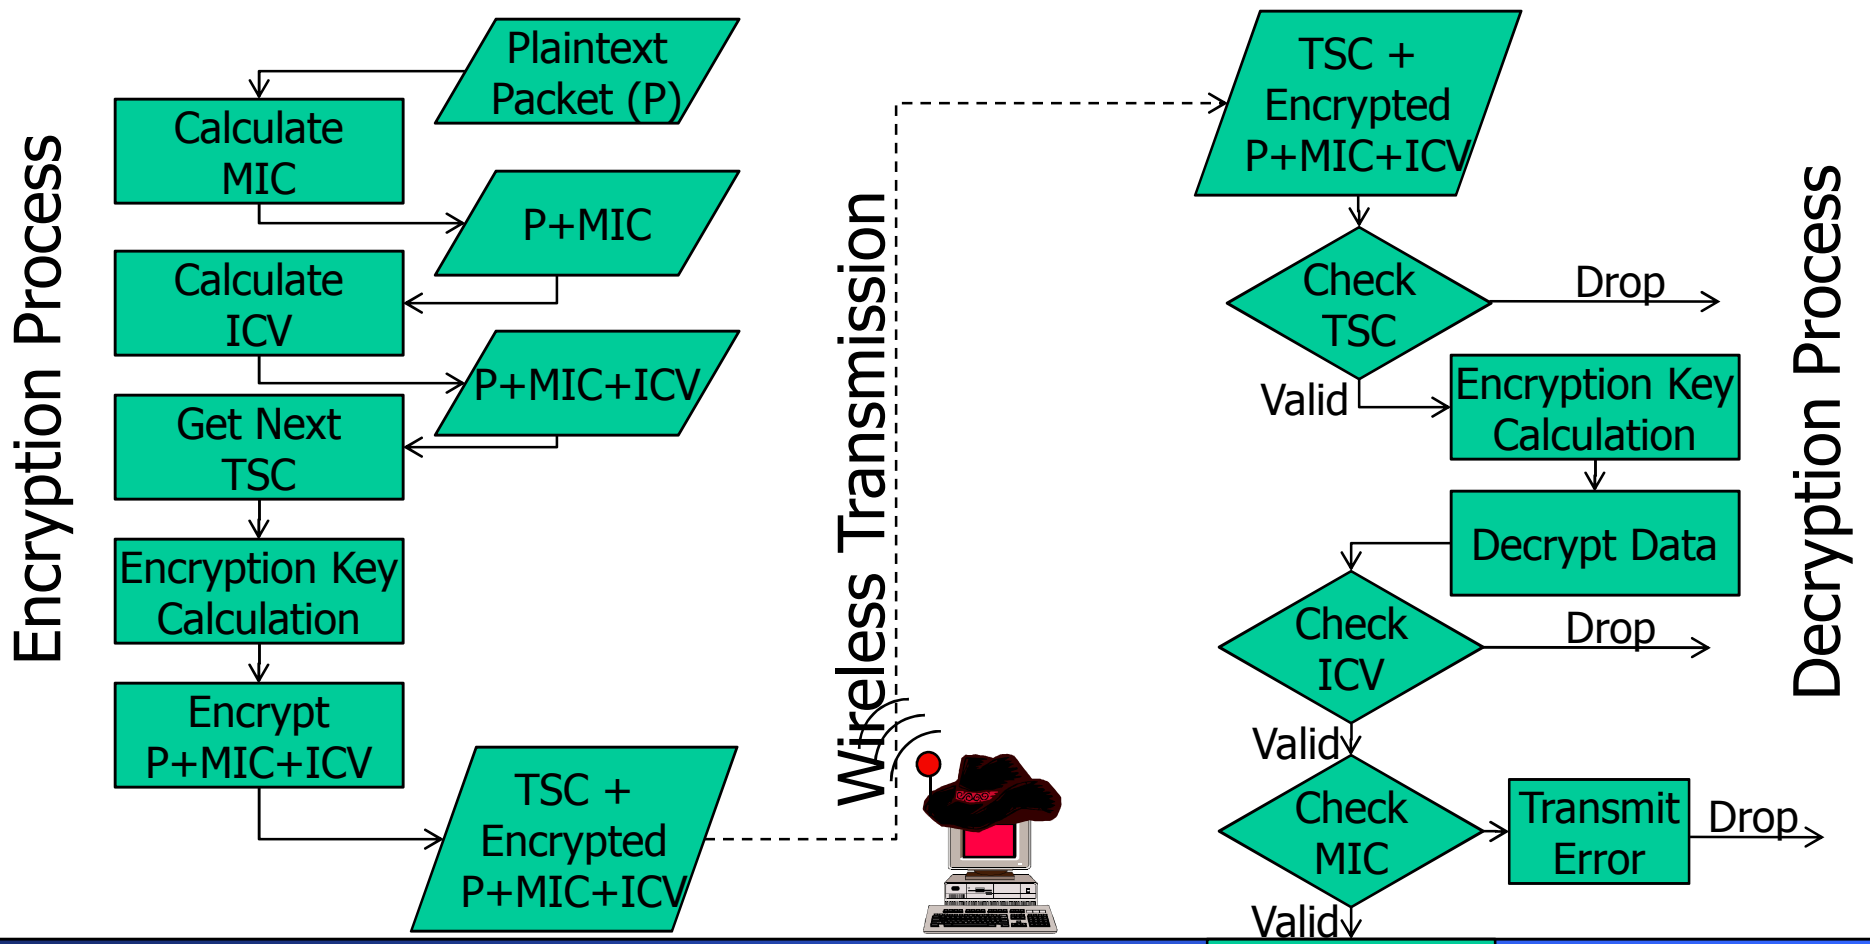 Encryption Process
Plaintext
Packet (P)
Calculate
MIC
P+MIC
Calculate
ICV
P+MIC+ICV
Get Next
TSC
Encryption Key
Calculation
Encrypt
P+MIC+ICV
TSC +
Encrypted
P+MIC+ICV
Wireless Transmission
TSC +
Encrypted
P+MIC+ICV
Check
TSC
Drop
Valid
Encryption Key
Calculation
Decrypt Data
Check
ICV
Drop
Valid
Check
MIC
Transmit
Error
Drop
Valid
Decryption Process